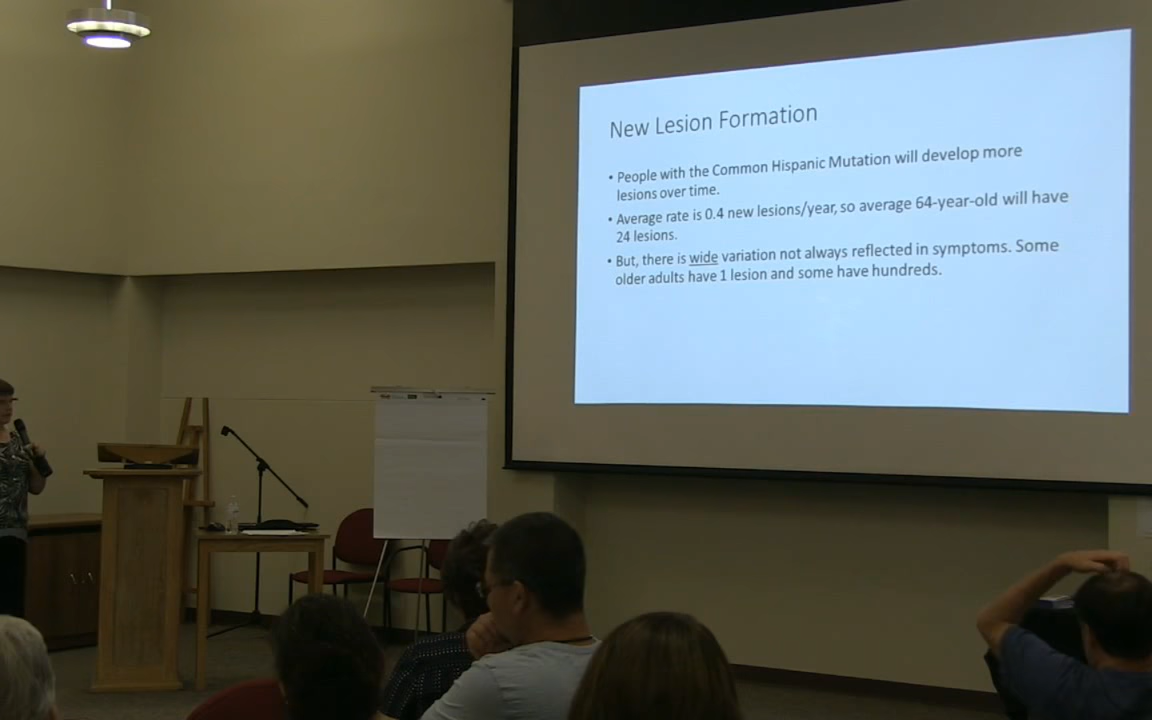 New Lesion Formation
• People with the Common Hispanic Mutation will develop more
lesions over time.
• Average rate is 0.4 new lesions/year, so average 64-year-old will have
24 lesions.
• But, there is wide variation not always reflected in symptoms. Some
older adults have 1 lesion and some have hundreds.